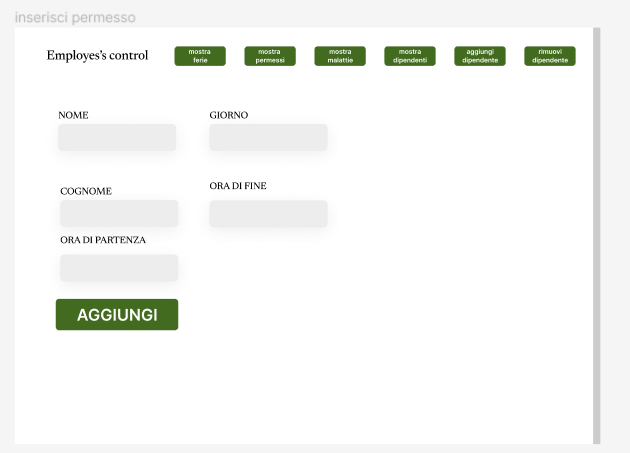 inserisci permesso
Employes's control
mostra
ferie
mostra
permessi
mostra
malattie
mostra
dipendenti
aggiungi
dipendente
rimuovi
dipendente
NOME
GIORNO
COGNOME
ORA DI FINE
ORA DI PARTENZA
AGGIUNGI